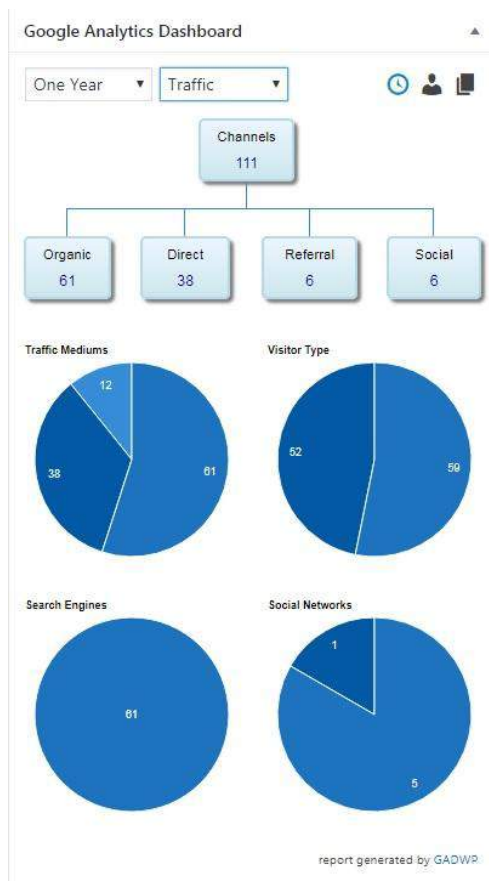 Google Analytics Dashboard
One Year Traffic
Channels
111
Organic Direct Referral Social
61 38 6 6
Traffic Mediums Visitor Type
12
38 61
52 59
Search Engines Social Networks
61
1
5
report generated by GADWP